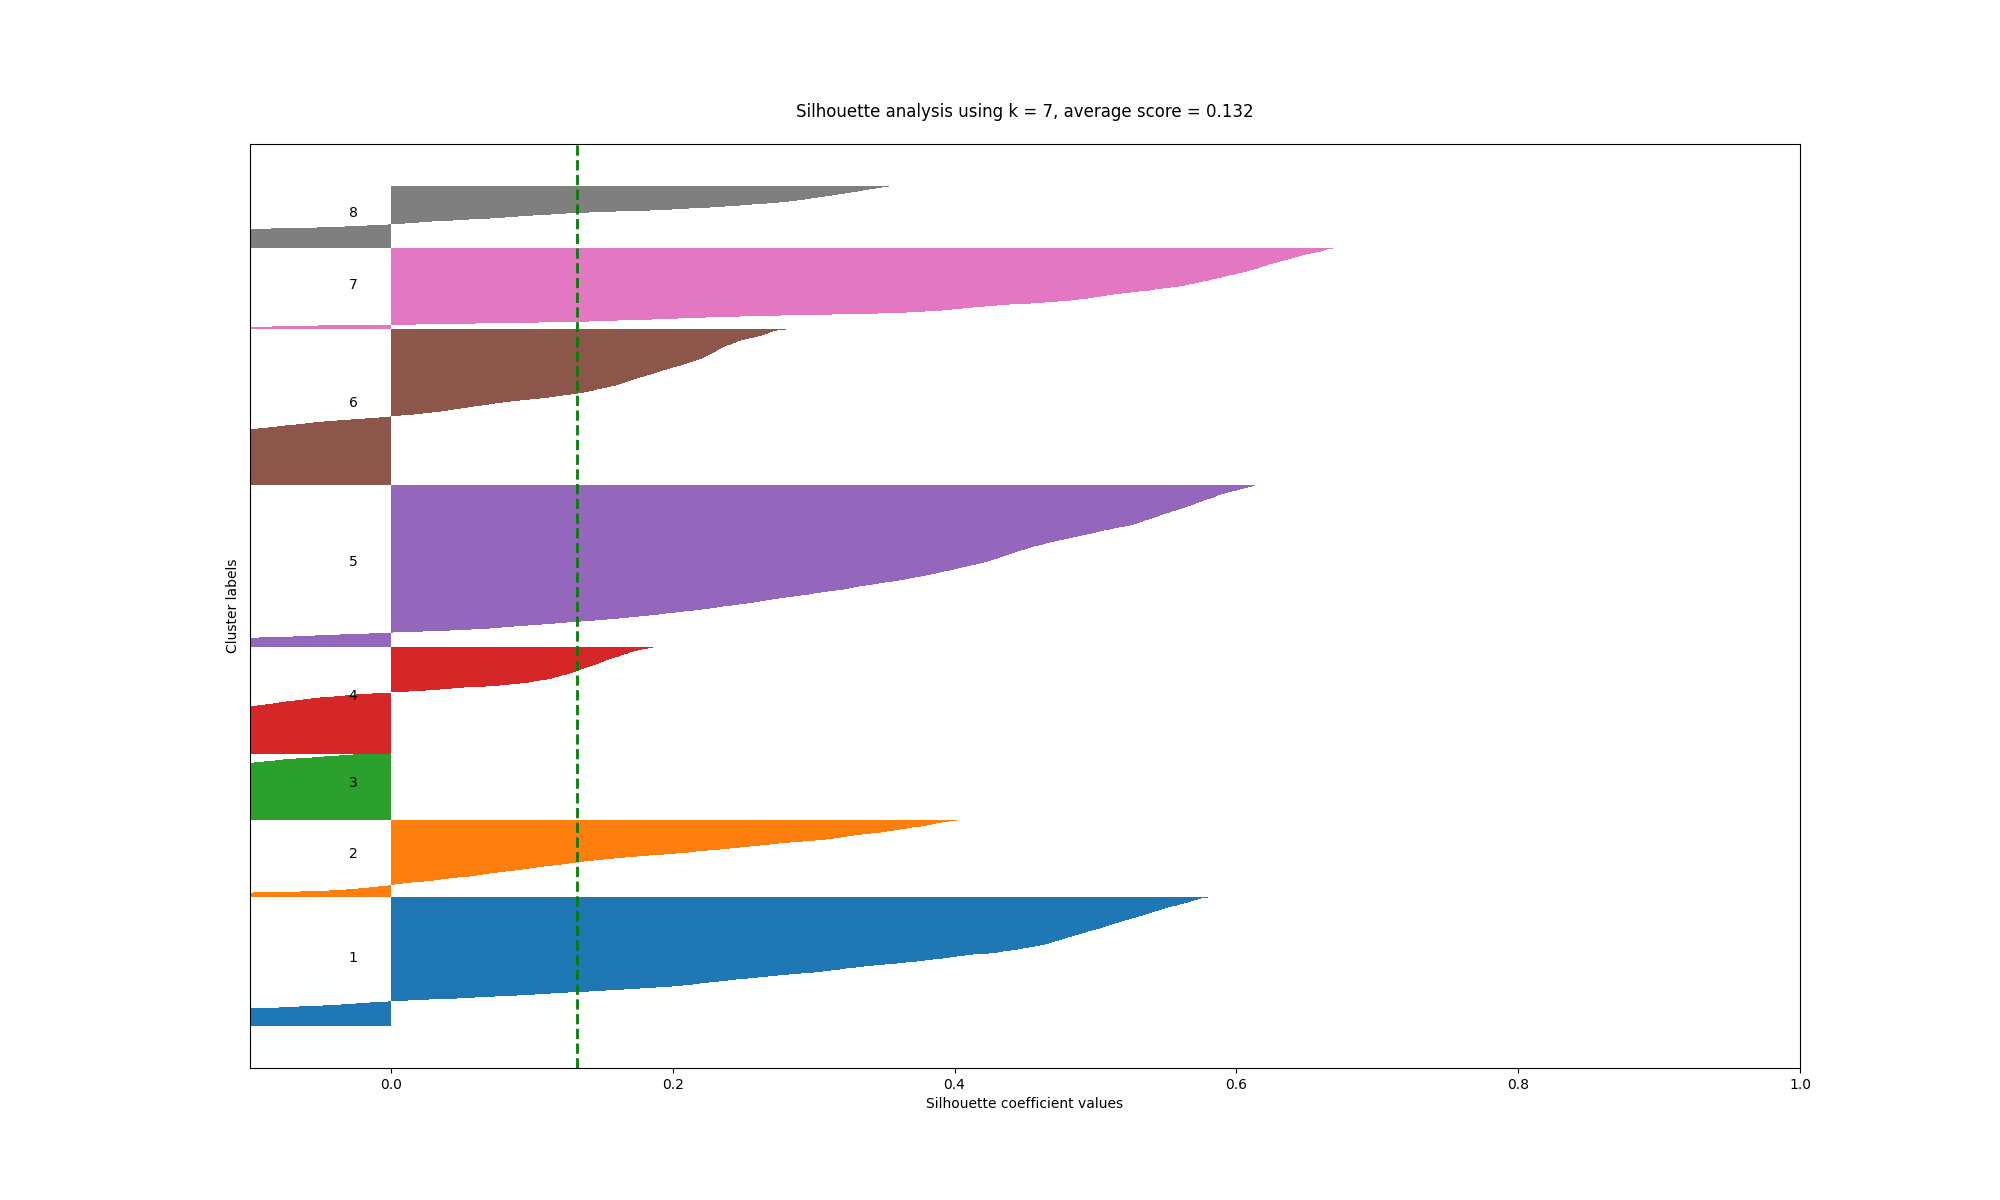 Silhouette analysis using k = 7, average score = 0.132
8
7
6
5
4
3
2
1
Cluster labels
0.0 0.2 0.4 0.6 0.8 1.0
Silhouette coefficient values